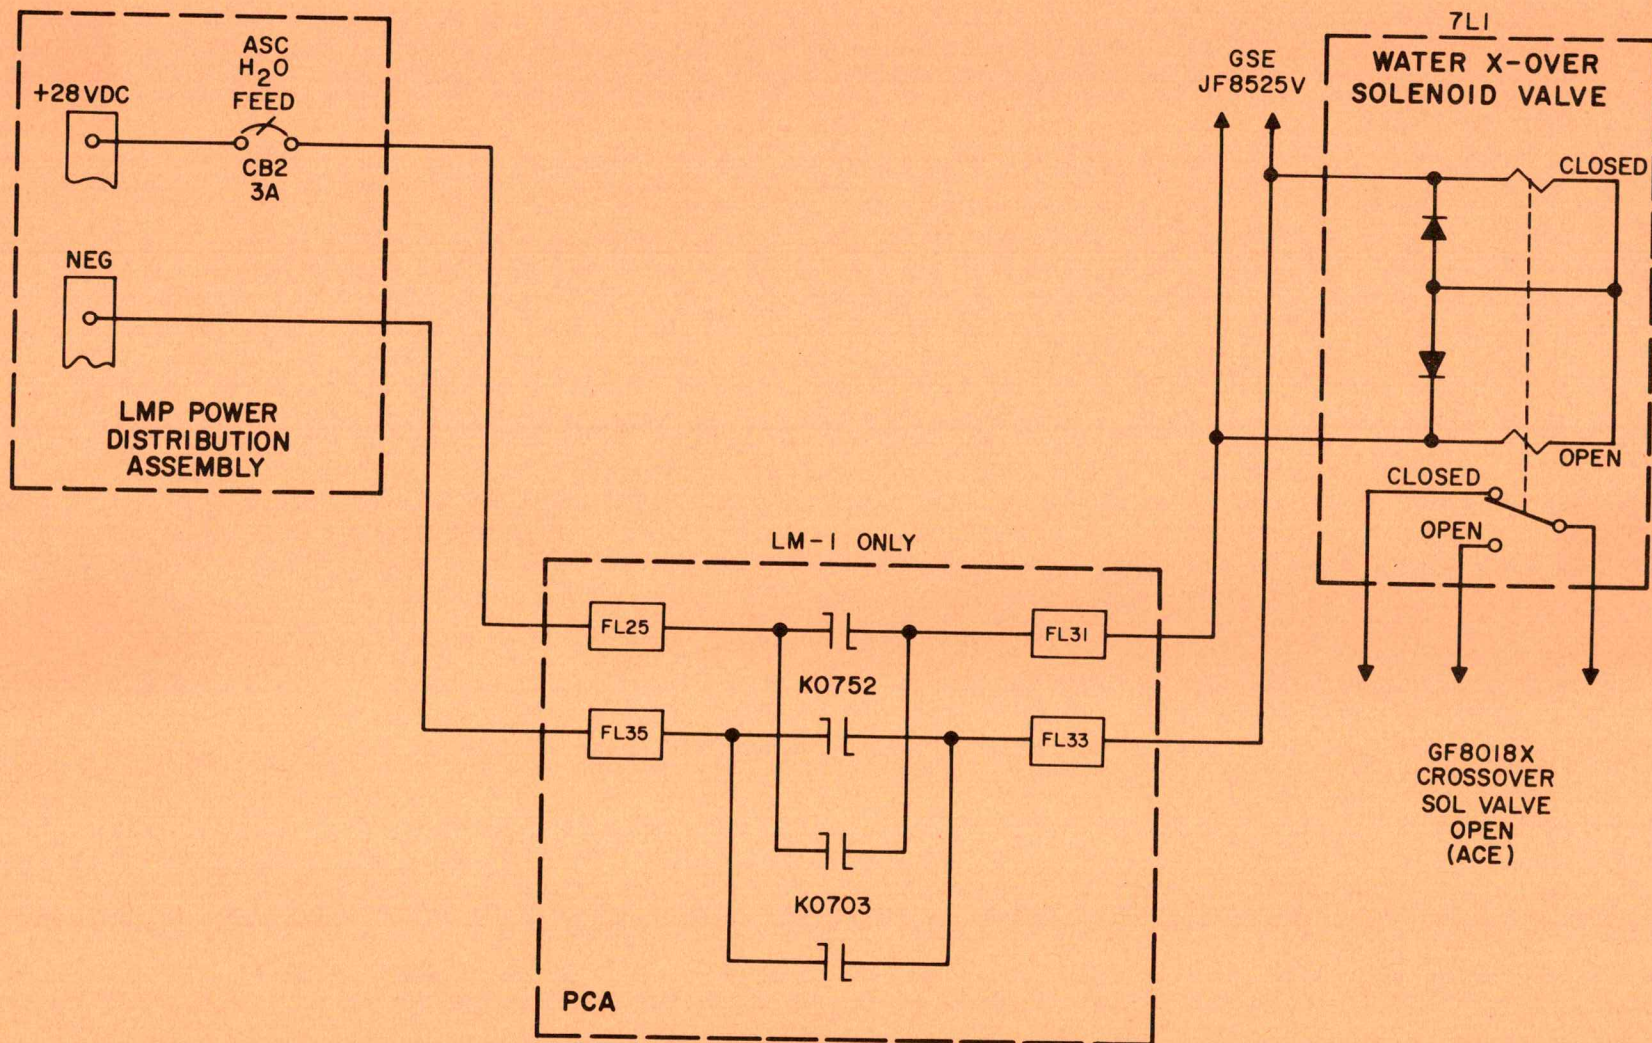 +28VDC
ASC
H2O
FEED
CB2
3A
NEG
LMP POWER
DISTRIBUTION
ASSEMBLY
GSE
JF8525V
7L1
WATER X-OVER
SOLENOID VALVE
CLOSED
OPEN
CLOSED
OPEN
LM-1 ONLY
FL25
FL31
K0752
FL35
FL33
K0703
PCA
GF8018X
CROSSOVER
SOL VALVE
OPEN
(ACE)